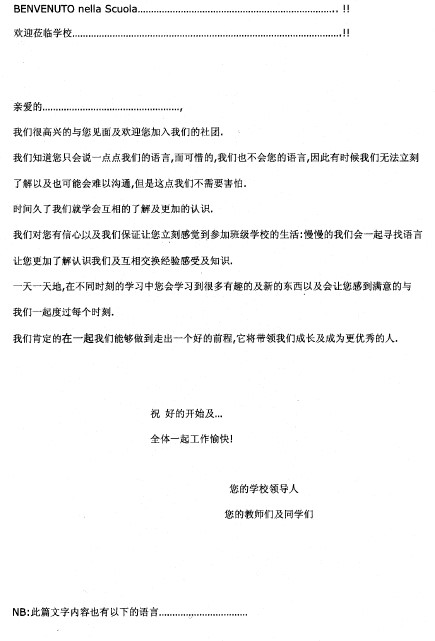 BENVENUTO nella Scuola……………………………………………………………….. !!
欢迎莅临学校……………………………………………………………………………………….!!
亲爱的……………………………………………,
我们很高兴的与您见面及欢迎您加入我们的社团.
我们知道您只会说一点点我们的语言,而可惜的,我们也不会您的语言,因此有时候我们无法立刻
了解以及也可能会难以沟通,但是这点我们不需要害怕.
时间久了我们就学会互相的了解及更加的认识.
我们对您有信心以及我们保证让您立刻感觉到参加班级学校的生活:慢慢的我们会一起寻找语言
让您更加了解认识我们及互相交换经验感受及知识.
一天一天地,在不同时刻的学习中您会学习到很多有趣的及新的东西以及会让您感到满意的与
我们一起度过每个时刻.
我们肯定的在一起我们能够做到走出一个好的前程,它将带领我们成长及成为更优秀的人.
祝 好的开始及…
全体一起工作愉快!
您的学校领导人
您的教师们及同学们
NB:此篇文字内容也有以下的语言……………………………